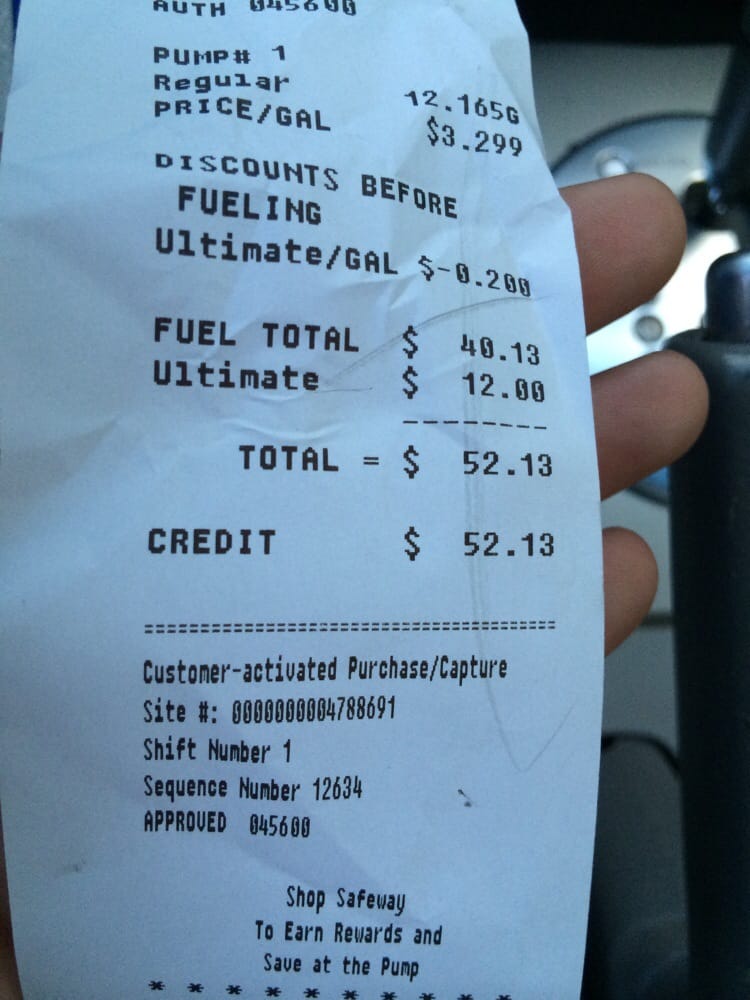 AUTH 045600
PUMP# 1
Regular 12.165G
PRICE/GAL $3.299
DISCOUNTS BEFORE
FUELING
Ultimate/GAL $-0.200
FUEL TOTAL $ 40.13
Ultimate $ 12.00
--------
TOTAL = $ 52.13
CREDIT $ 52.13
=====================================
Customer-activated Purchase/Capture
Site #: 0000000004788691
Shift Number 1
Sequence Number 12634
APPROVED 045600
Shop Safeway
To Earn Rewards and
Save at the Pump
* * * * * * * * * *